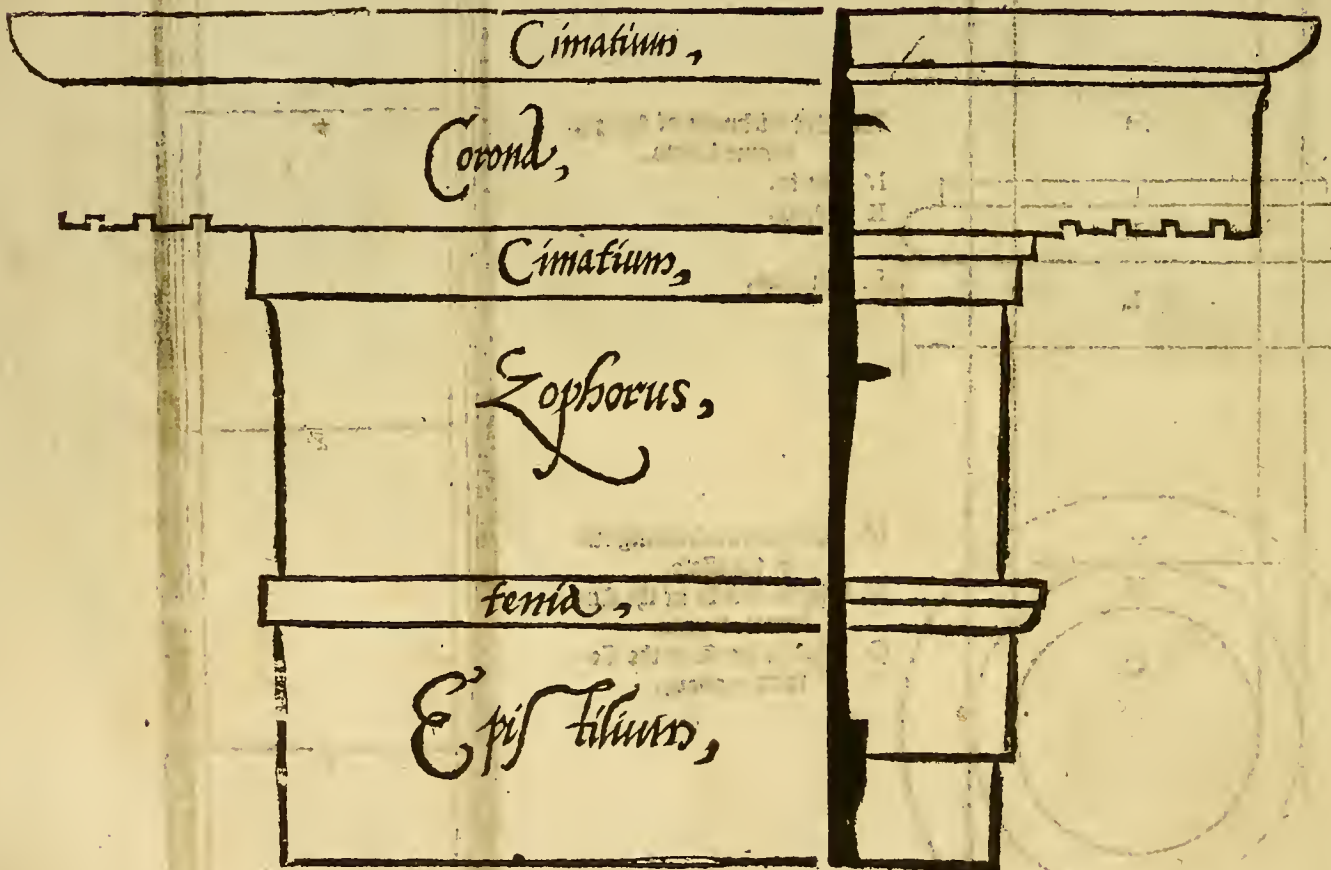 Cimatium,
Corona,
Cimatium,
Zophorus,
tenia,
Epistilium,